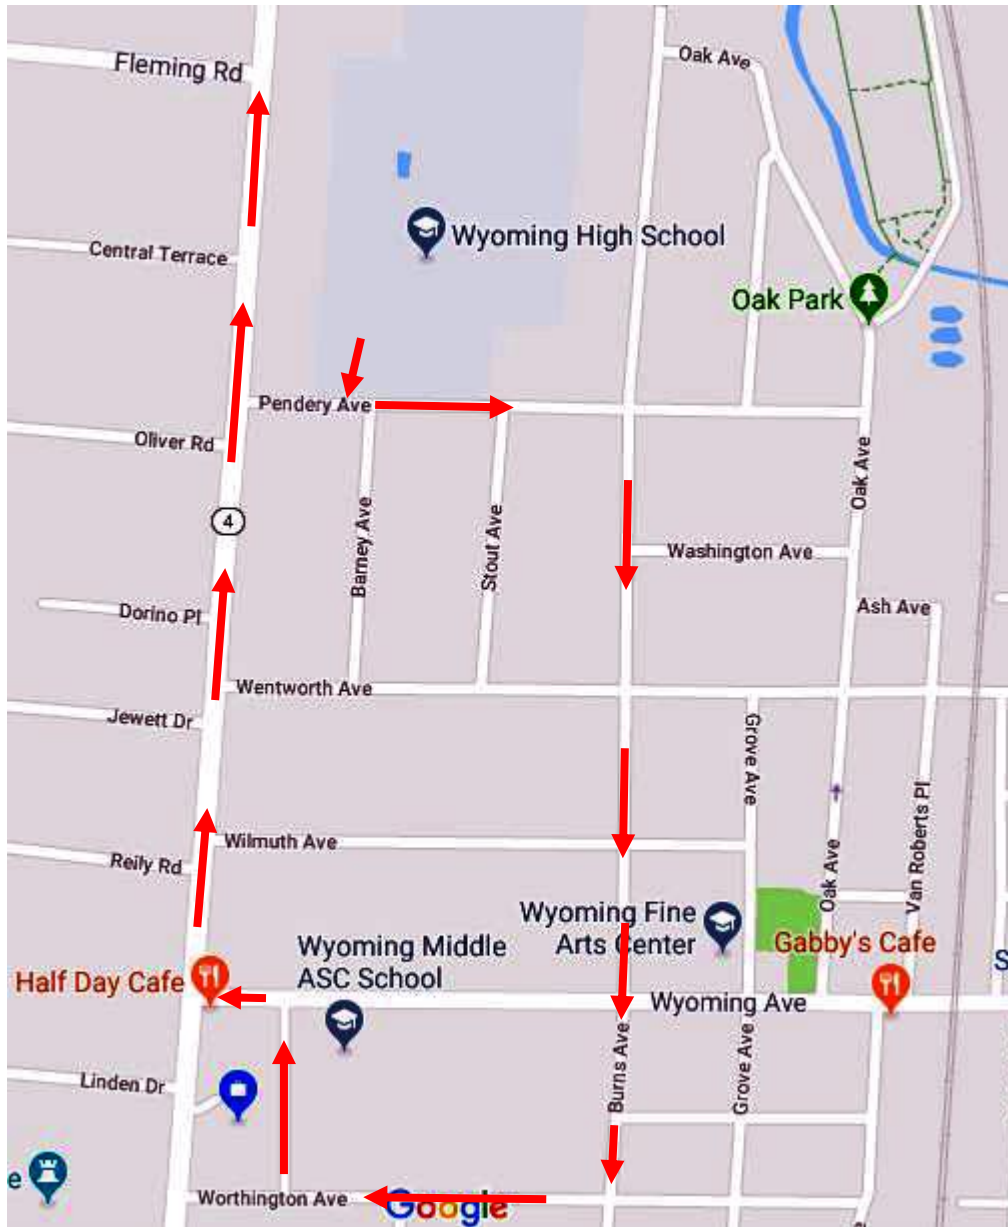 Fleming Rd
Oak Ave
Central Terrace
Wyoming High School
Oak Park
Pendery Ave
Oliver Rd
Oak Ave
4
Barney Ave
Stout Ave
Washington Ave
Dorino Pl
Ash Ave
Wentworth Ave
Jewett Dr
Grove Ave
Wilmuth Ave
Reily Rd
Oak Ave
Van Roberts Pl
Wyoming Fine
Arts Center
Gabby's Cafe
Wyoming Middle
ASC School
Half Day Cafe
S
Wyoming Ave
Linden Dr
Burns Ave
Grove Ave
e
Worthington Ave
Google